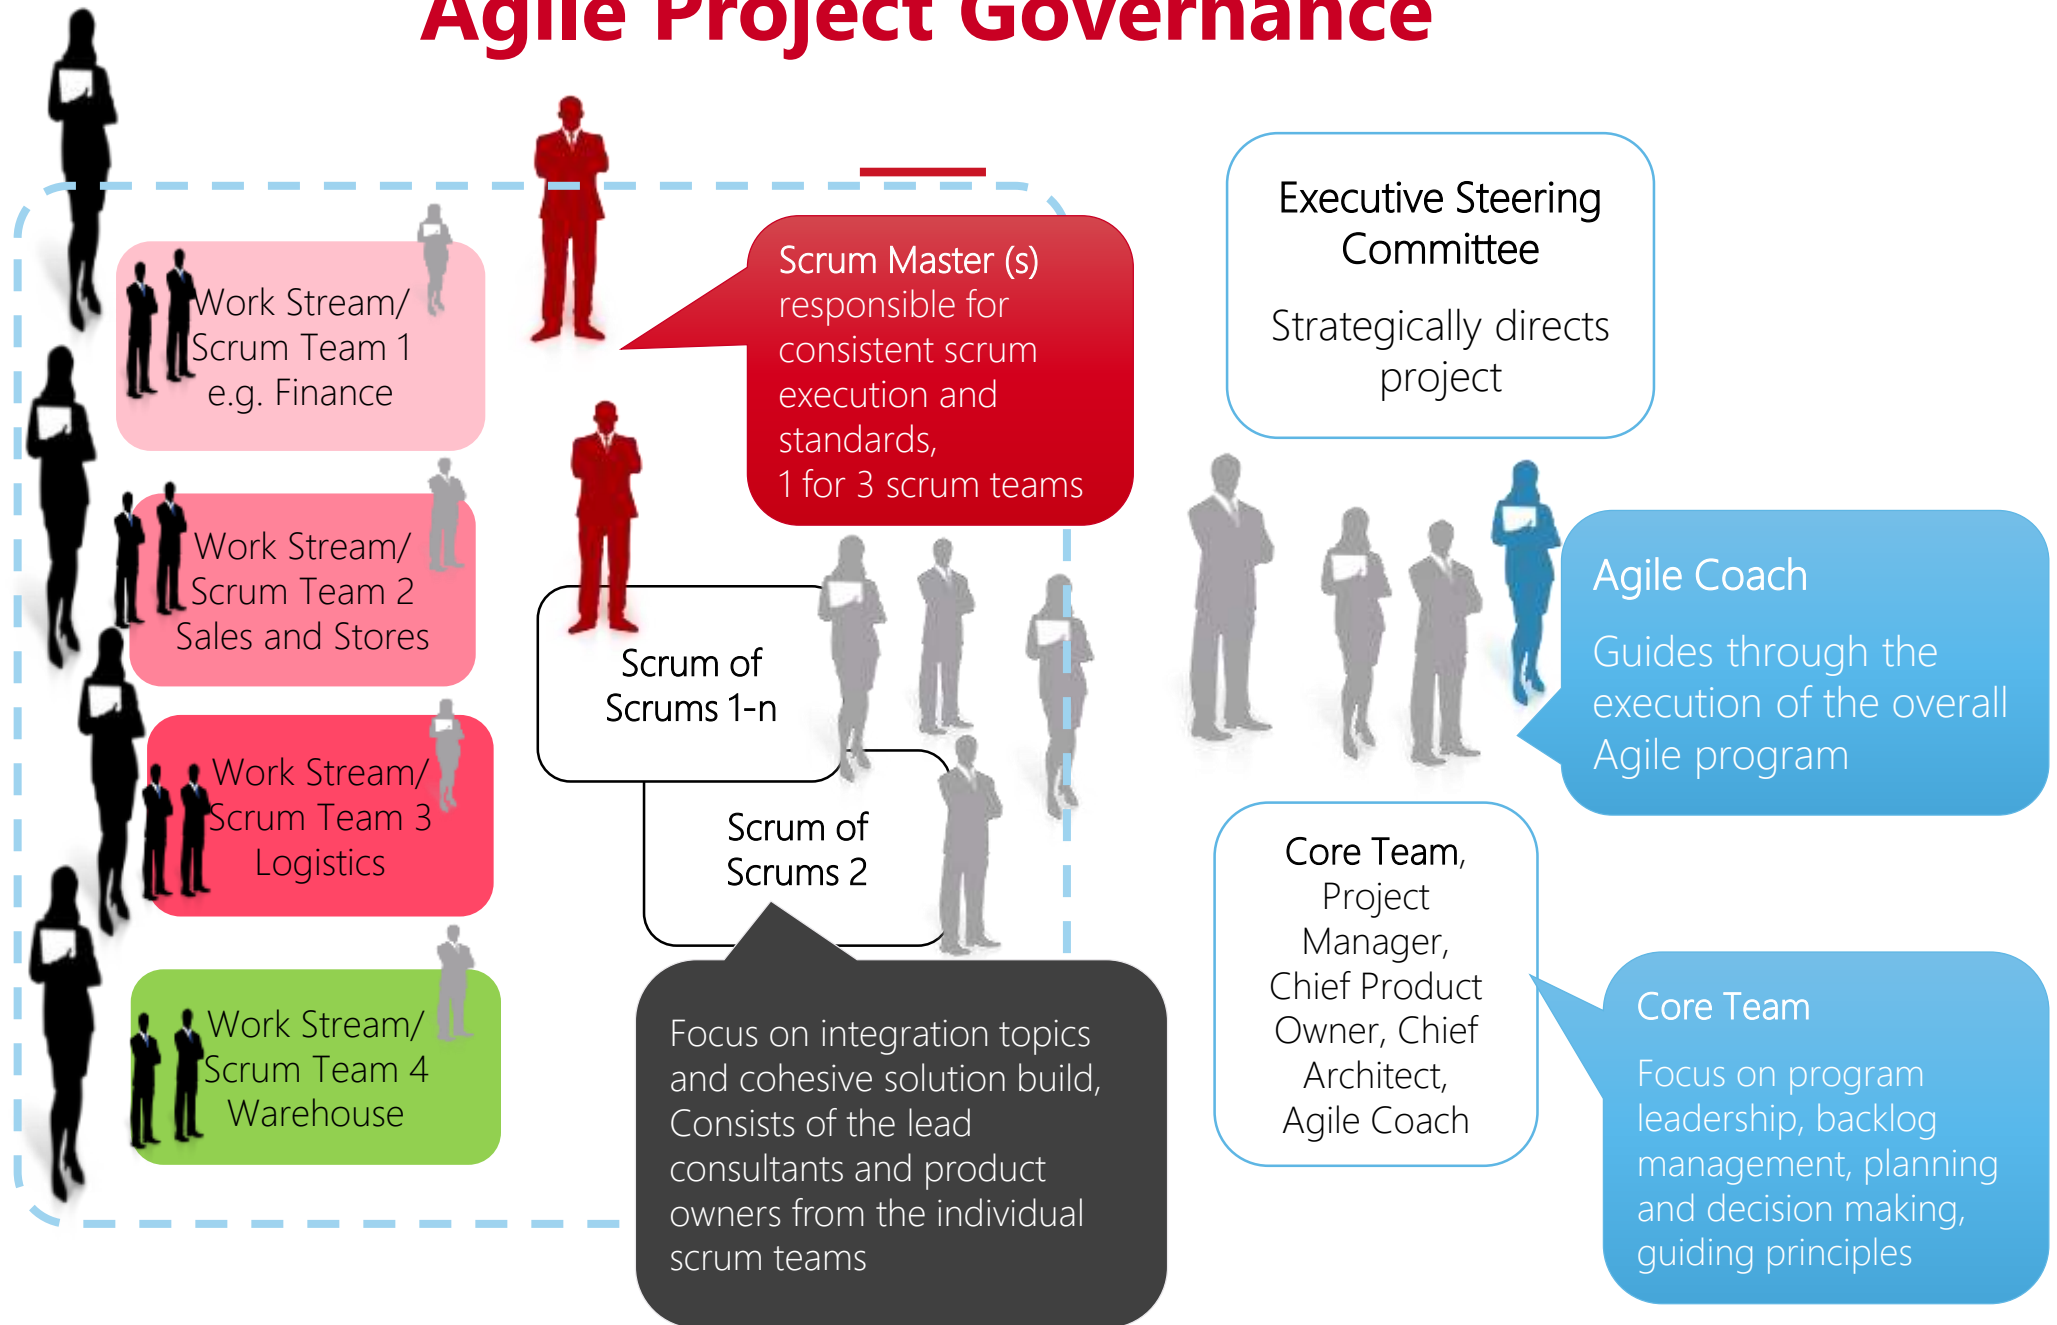 Agile Project Governance
Work Stream/
Scrum Team 1
e.g. Finance
Work Stream/
Scrum Team 2
Sales and Stores
Work Stream/
Scrum Team 3
Logistics
Work Stream/
Scrum Team 4
Warehouse
Scrum Master (s)
responsible for
consistent scrum
execution and
standards,
1 for 3 scrum teams
Scrum of
Scrums 1-n
Scrum of
Scrums 2
Focus on integration topics
and cohesive solution build,
Consists of the lead
consultants and product
owners from the individual
scrum teams
Executive Steering
Committee
Strategically directs
project
Agile Coach
Guides through the
execution of the overall
Agile program
Core Team,
Project
Manager,
Chief Product
Owner, Chief
Architect,
Agile Coach
Core Team
Focus on program
leadership, backlog
management, planning
and decision making,
guiding principles